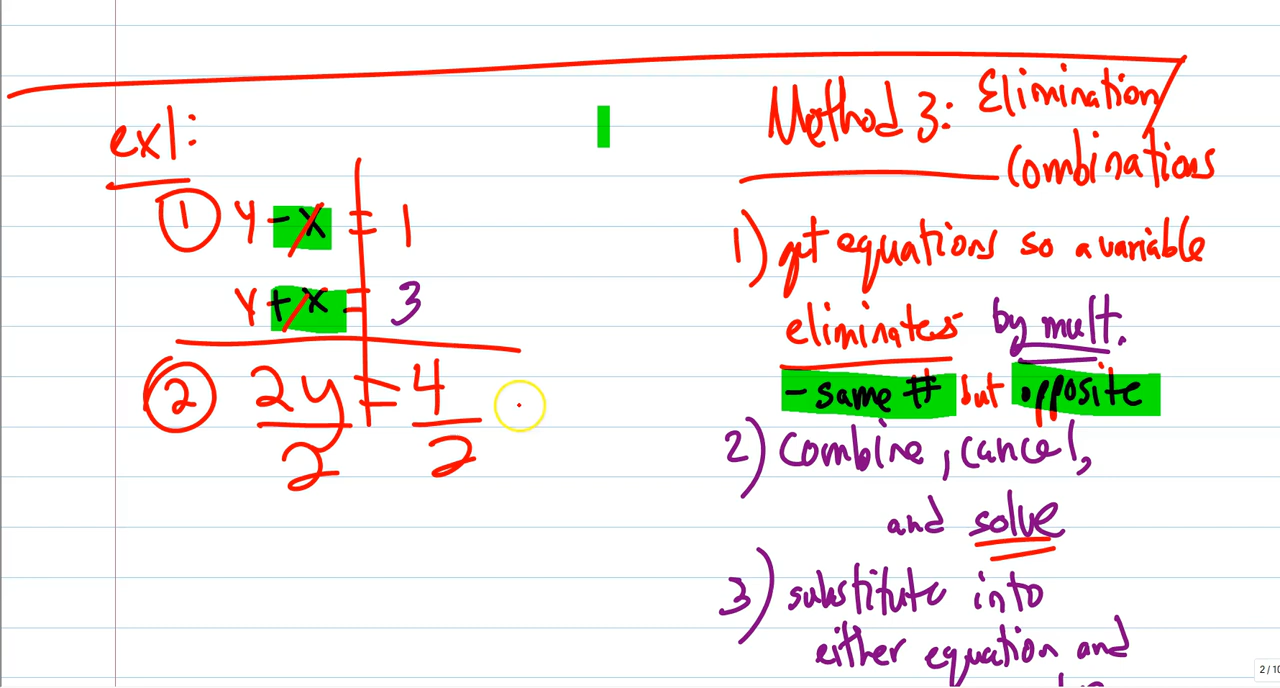 ex1:
① y - x = 1
y + x = 3
② 2y = 4
2 2
Method 3: Elimination/
Combinations
1) get equations so a variable
eliminates by mult.
- same # but opposite
2) combine, cancel,
and solve
3) substitute into
either equation and
2/10